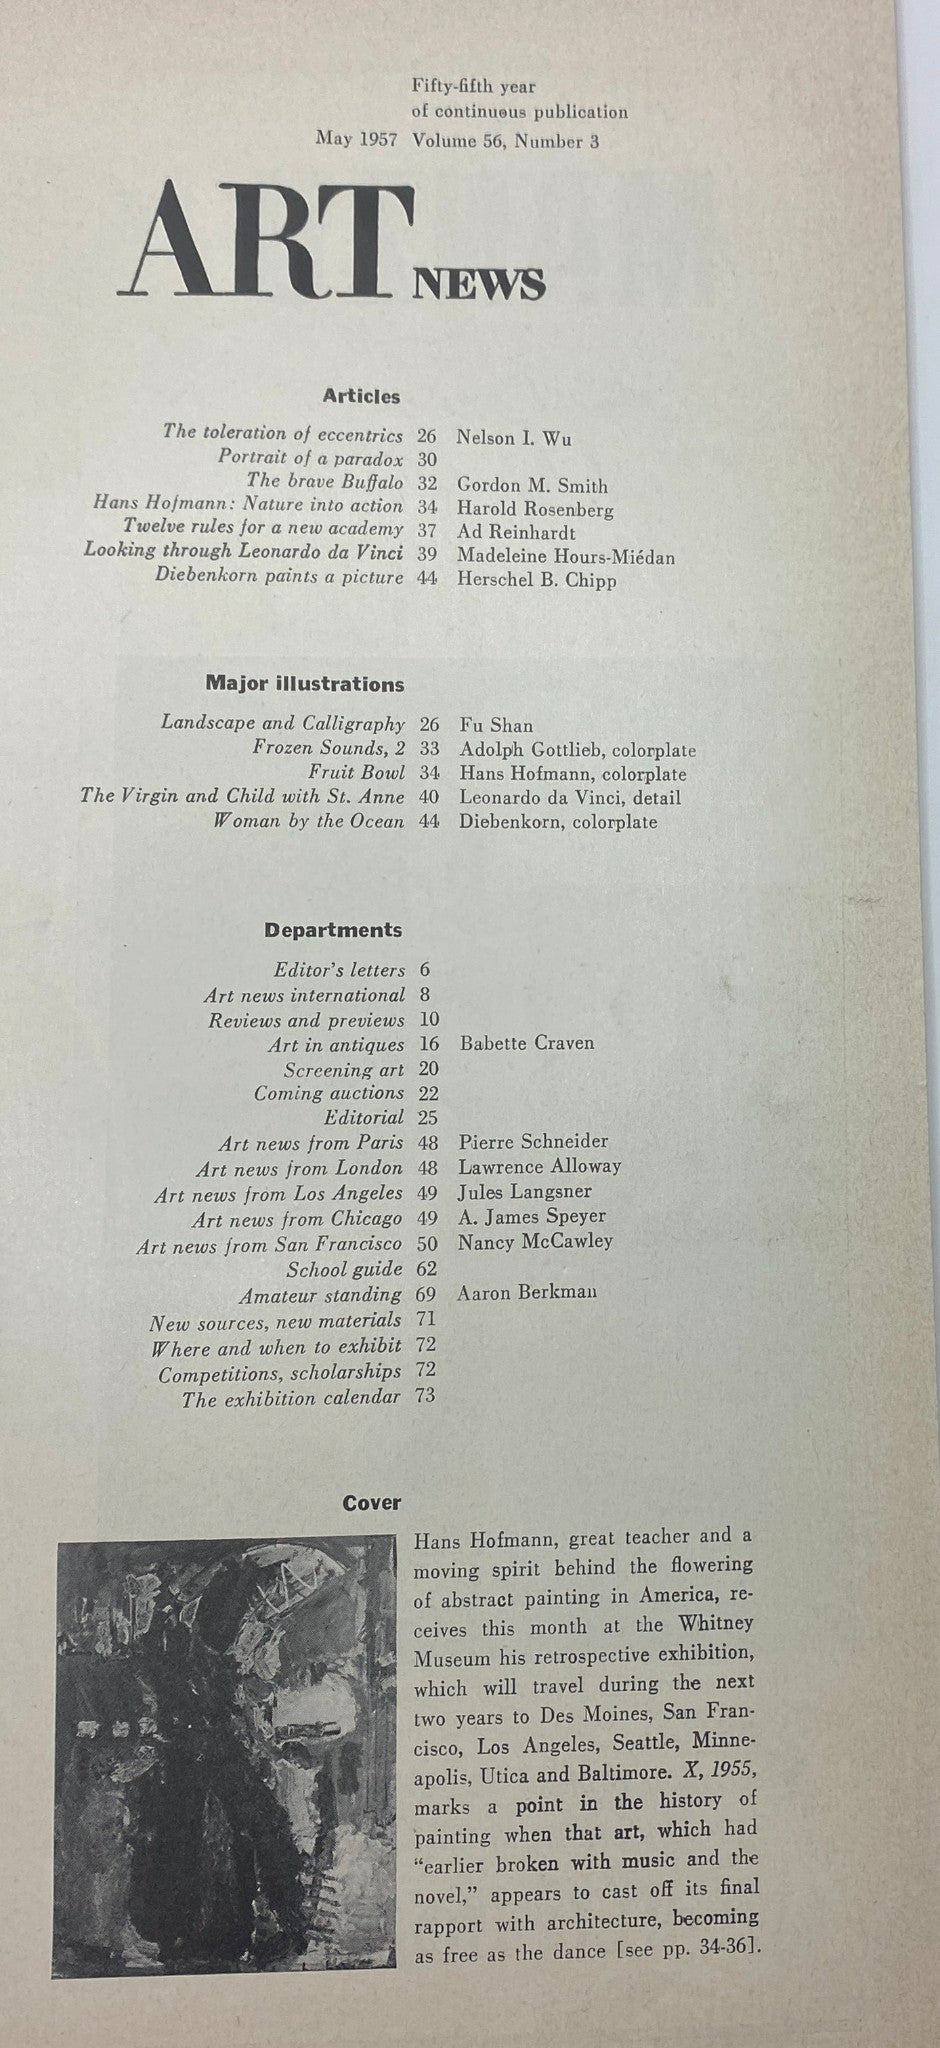 Fifty-fifth year
of continuous publication
May 1957 Volume 56, Number 3
ART NEWS
Articles
The toleration of eccentrics 26 Nelson I. Wu
Portrait of a paradox 30
The brave Buffalo 32 Gordon M. Smith
Hans Hofmann: Nature into action 34 Harold Rosenberg
Twelve rules for a new academy 37 Ad Reinhardt
Looking through Leonardo da Vinci 39 Madeleine Hours-Miédan
Diebenkorn paints a picture 44 Herschel B. Chipp
Major illustrations
Landscape and Calligraphy 26 Fu Shan
Frozen Sounds, 2 33 Adolph Gottlieb, colorplate
Fruit Bowl 34 Hans Hofmann, colorplate
The Virgin and Child with St. Anne 40 Leonardo da Vinci, detail
Woman by the Ocean 44 Diebenkorn, colorplate
Departments
Editor's letters 6
Art news international 8
Reviews and previews 10
Art in antiques 16 Babette Craven
Screening art 20
Coming auctions 22
Editorial 25
Art news from Paris 48 Pierre Schneider
Art news from London 48 Lawrence Alloway
Art news from Los Angeles 49 Jules Langsner
Art news from Chicago 49 A. James Speyer
Art news from San Francisco 50 Nancy McCawley
School guide 62
Amateur standing 69 Aaron Berkman
New sources, new materials 71
Where and when to exhibit 72
Competitions, scholarships 72
The exhibition calendar 73
Cover
Hans Hofmann, great teacher and a
moving spirit behind the flowering
of abstract painting in America, re-
ceives this month at the Whitney
Museum his retrospective exhibition,
which will travel during the next
two years to Des Moines, San Fran-
cisco, Los Angeles, Seattle, Minne-
apolis, Utica and Baltimore. X, 1955,
marks a point in the history of
painting when that art, which had
"earlier broken with music and the
novel," appears to cast off its final
rapport with architecture, becoming
as free as the dance [see pp. 34-36].